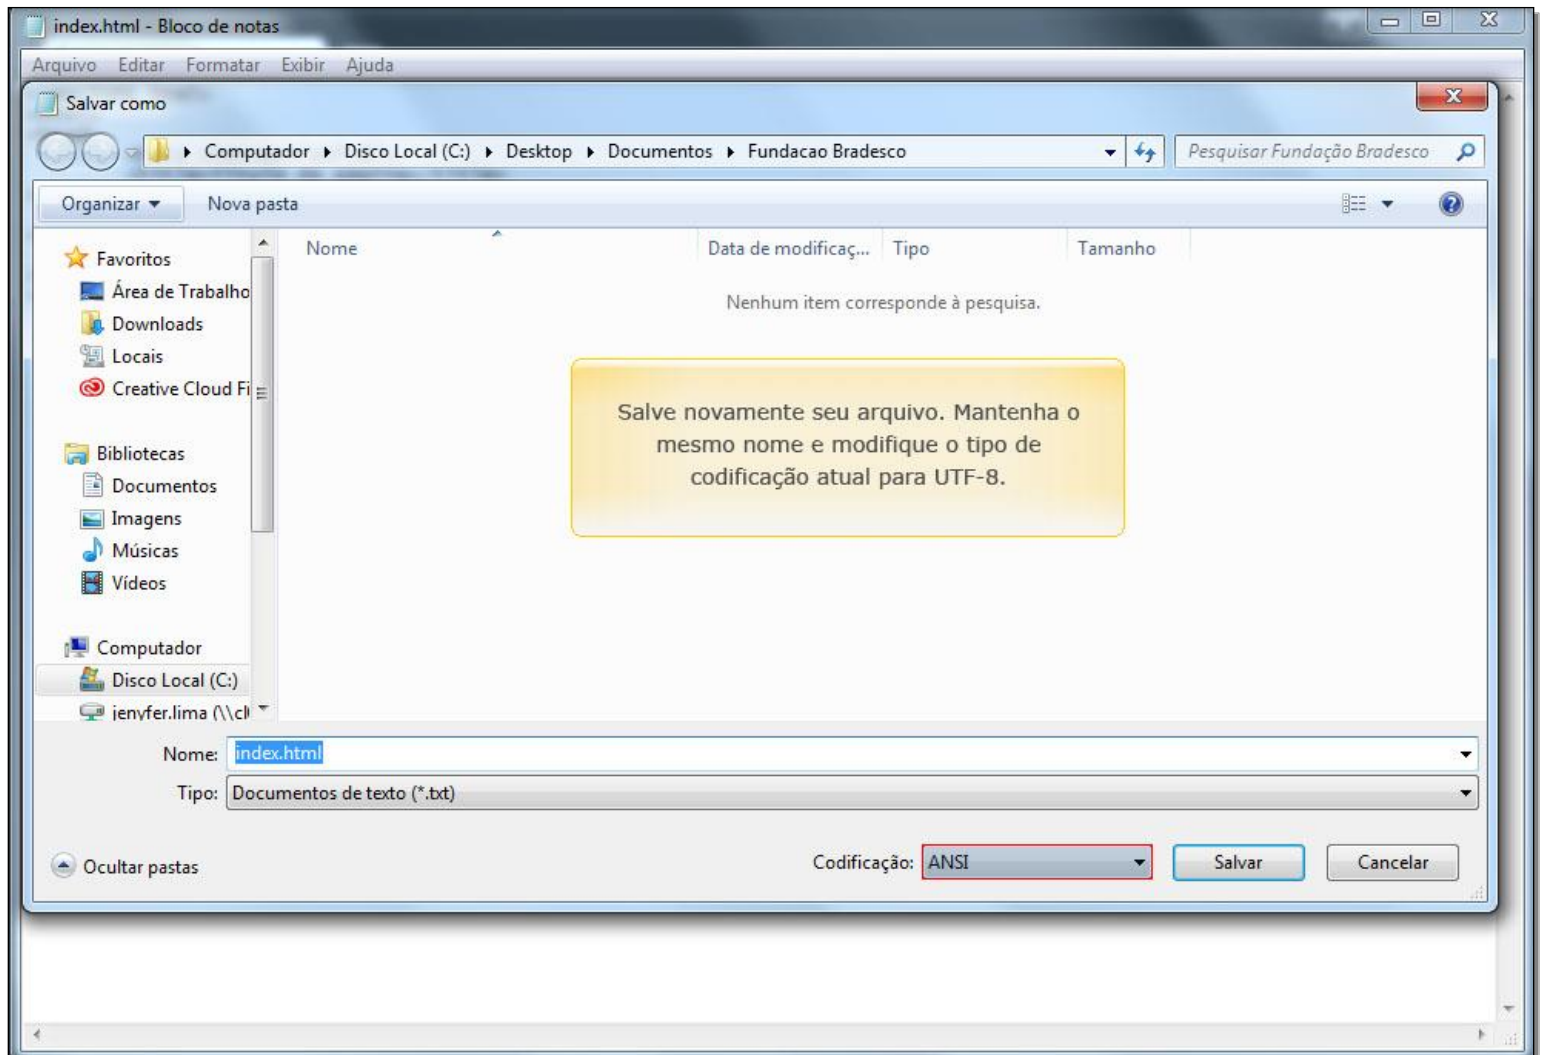 index.html - Bloco de notas
Arquivo Editar Formatar Exibir Ajuda
Salvar como
Computador Disco Local (C:) Desktop Documentos Fundacao Bradesco
Pesquisar Fundação Bradesco
Organizar Nova pasta
Nome Data de modificaç... Tipo Tamanho
Nenhum item corresponde à pesquisa.
Favoritos
Área de Trabalho
Downloads
Locais
Creative Cloud Fi
Bibliotecas
Documentos
Imagens
Músicas
Vídeos
Computador
Disco Local (C:)
jenyfer.lima
Salve novamente seu arquivo. Mantenha o
mesmo nome e modifique o tipo de
codificação atual para UTF-8.
Nome: index.html
Tipo: Documentos de texto (*.txt)
Ocultar pastas
Codificação: ANSI Salvar Cancelar